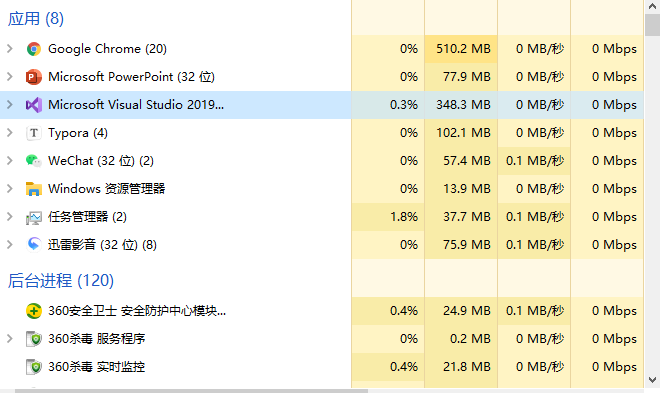 应用 (8)
Google Chrome (20) 0% 510.2 MB 0 MB/秒 0 Mbps
Microsoft PowerPoint (32 位) 0% 77.9 MB 0 MB/秒 0 Mbps
Microsoft Visual Studio 2019... 0.3% 348.3 MB 0 MB/秒 0 Mbps
Typora (4) 0% 102.1 MB 0 MB/秒 0 Mbps
WeChat (32 位) (2) 0% 57.4 MB 0.1 MB/秒 0 Mbps
Windows 资源管理器 0% 13.9 MB 0 MB/秒 0 Mbps
任务管理器 (2) 1.8% 37.7 MB 0.1 MB/秒 0 Mbps
迅雷影音 (32 位) (8) 0% 75.9 MB 0.1 MB/秒 0 Mbps
后台进程 (120)
360安全卫士 安全防护中心模块... 0.4% 24.9 MB 0.1 MB/秒 0 Mbps
360杀毒 服务程序 0% 0.2 MB 0 MB/秒 0 Mbps
360杀毒 实时监控 0.4% 21.8 MB 0 MB/秒 0 Mbps